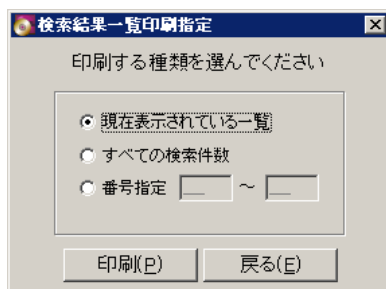 検索結果一覧印刷指定
印刷する種類を選んでください
現在表示されている一覧
すべての検索件数
番号指定 ___ ～ ___
印刷(P) 戻る(E)